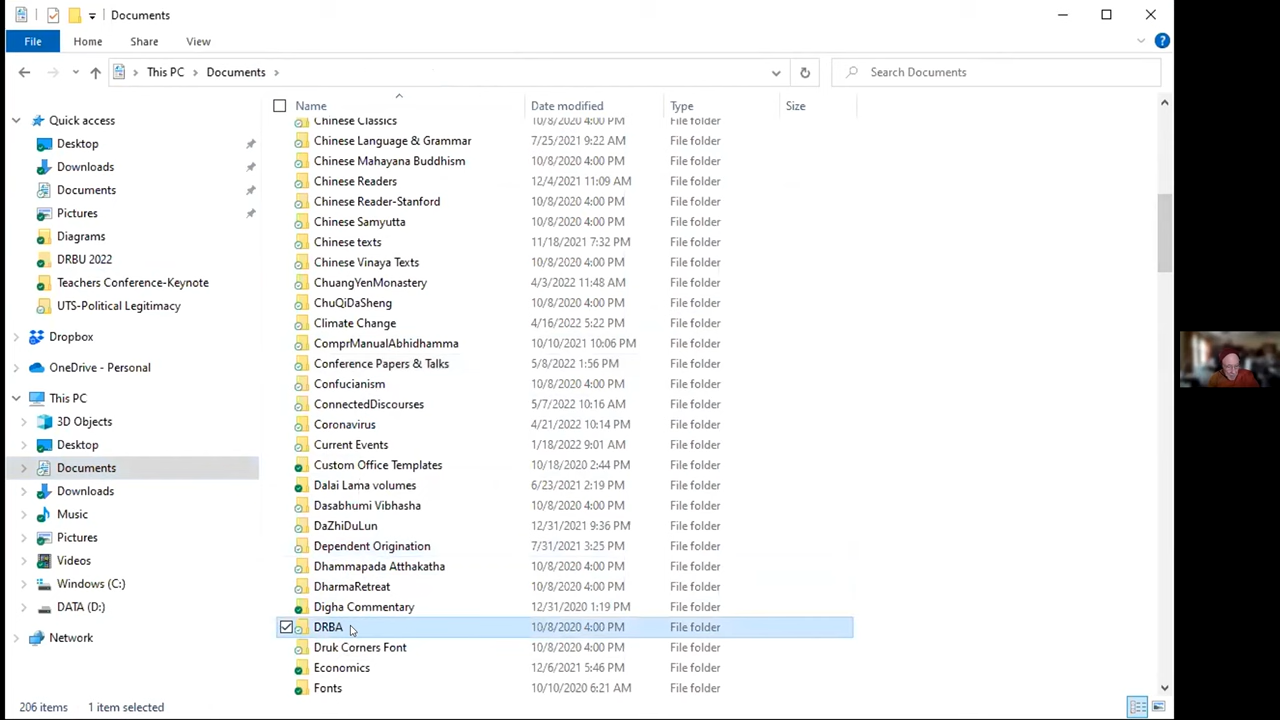 Documents
File Home Share View
This PC Documents
Search Documents
Name Date modified Type Size
Quick access
Desktop
Downloads
Documents
Pictures
Diagrams
DRBU 2022
Teachers Conference-Keynote
UTS-Political Legitimacy
Dropbox
OneDrive - Personal
This PC
3D Objects
Desktop
Documents
Downloads
Music
Pictures
Videos
Windows (C:)
DATA (D:)
Network
Chinese Classics 10/8/2020 4:00 PM File folder
Chinese Language & Grammar 7/25/2021 9:22 AM File folder
Chinese Mahayana Buddhism 10/8/2020 4:00 PM File folder
Chinese Readers 12/4/2021 11:09 AM File folder
Chinese Reader-Stanford 10/8/2020 4:00 PM File folder
Chinese Samyutta 10/8/2020 4:00 PM File folder
Chinese texts 11/18/2021 7:32 PM File folder
Chinese Vinaya Texts 10/8/2020 4:00 PM File folder
ChuangYenMonastery 4/3/2022 11:48 AM File folder
ChuQiDaSheng 10/8/2020 4:00 PM File folder
Climate Change 4/16/2022 5:22 PM File folder
ComprManualAbhidhamma 10/10/2021 10:06 PM File folder
Conference Papers & Talks 5/8/2022 1:56 PM File folder
Confucianism 10/8/2020 4:00 PM File folder
ConnectedDiscourses 5/7/2022 10:16 AM File folder
Coronavirus 4/21/2022 10:14 PM File folder
Current Events 1/18/2022 9:01 AM File folder
Custom Office Templates 10/18/2020 2:44 PM File folder
Dalai Lama volumes 6/23/2021 2:19 PM File folder
Dasabhumi Vibhasha 10/8/2020 4:00 PM File folder
DaZhiDuLun 12/31/2021 9:36 PM File folder
Dependent Origination 7/31/2021 3:25 PM File folder
Dhammapada Atthakatha 10/8/2020 4:00 PM File folder
DharmaRetreat 10/8/2020 4:00 PM File folder
Digha Commentary 12/31/2020 1:19 PM File folder
DRBA 10/8/2020 4:00 PM File folder
Druk Corners Font 10/8/2020 4:00 PM File folder
Economics 12/6/2021 5:46 PM File folder
Fonts 10/10/2020 6:21 AM File folder
206 items 1 item selected